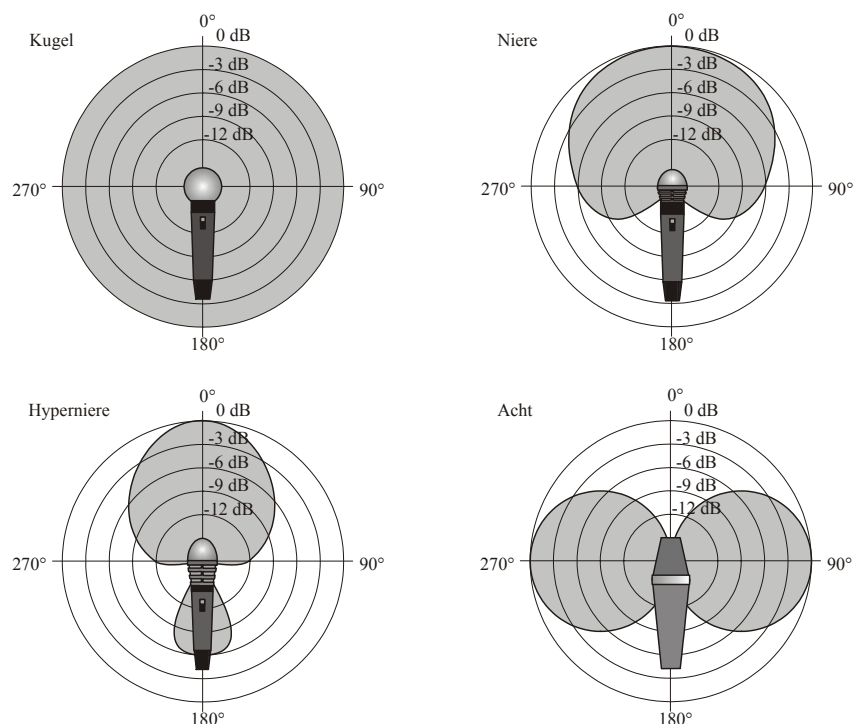 Kugel
0°
0 dB
-3 dB
-6 dB
-9 dB
-12 dB
270°
90°
180°
Niere
0°
0 dB
-3 dB
-6 dB
-9 dB
-12 dB
270°
90°
180°
Hyperniere
0°
0 dB
-3 dB
-6 dB
-9 dB
-12 dB
270°
90°
180°
Acht
0°
0 dB
-3 dB
-6 dB
-9 dB
-12 dB
270°
90°
180°